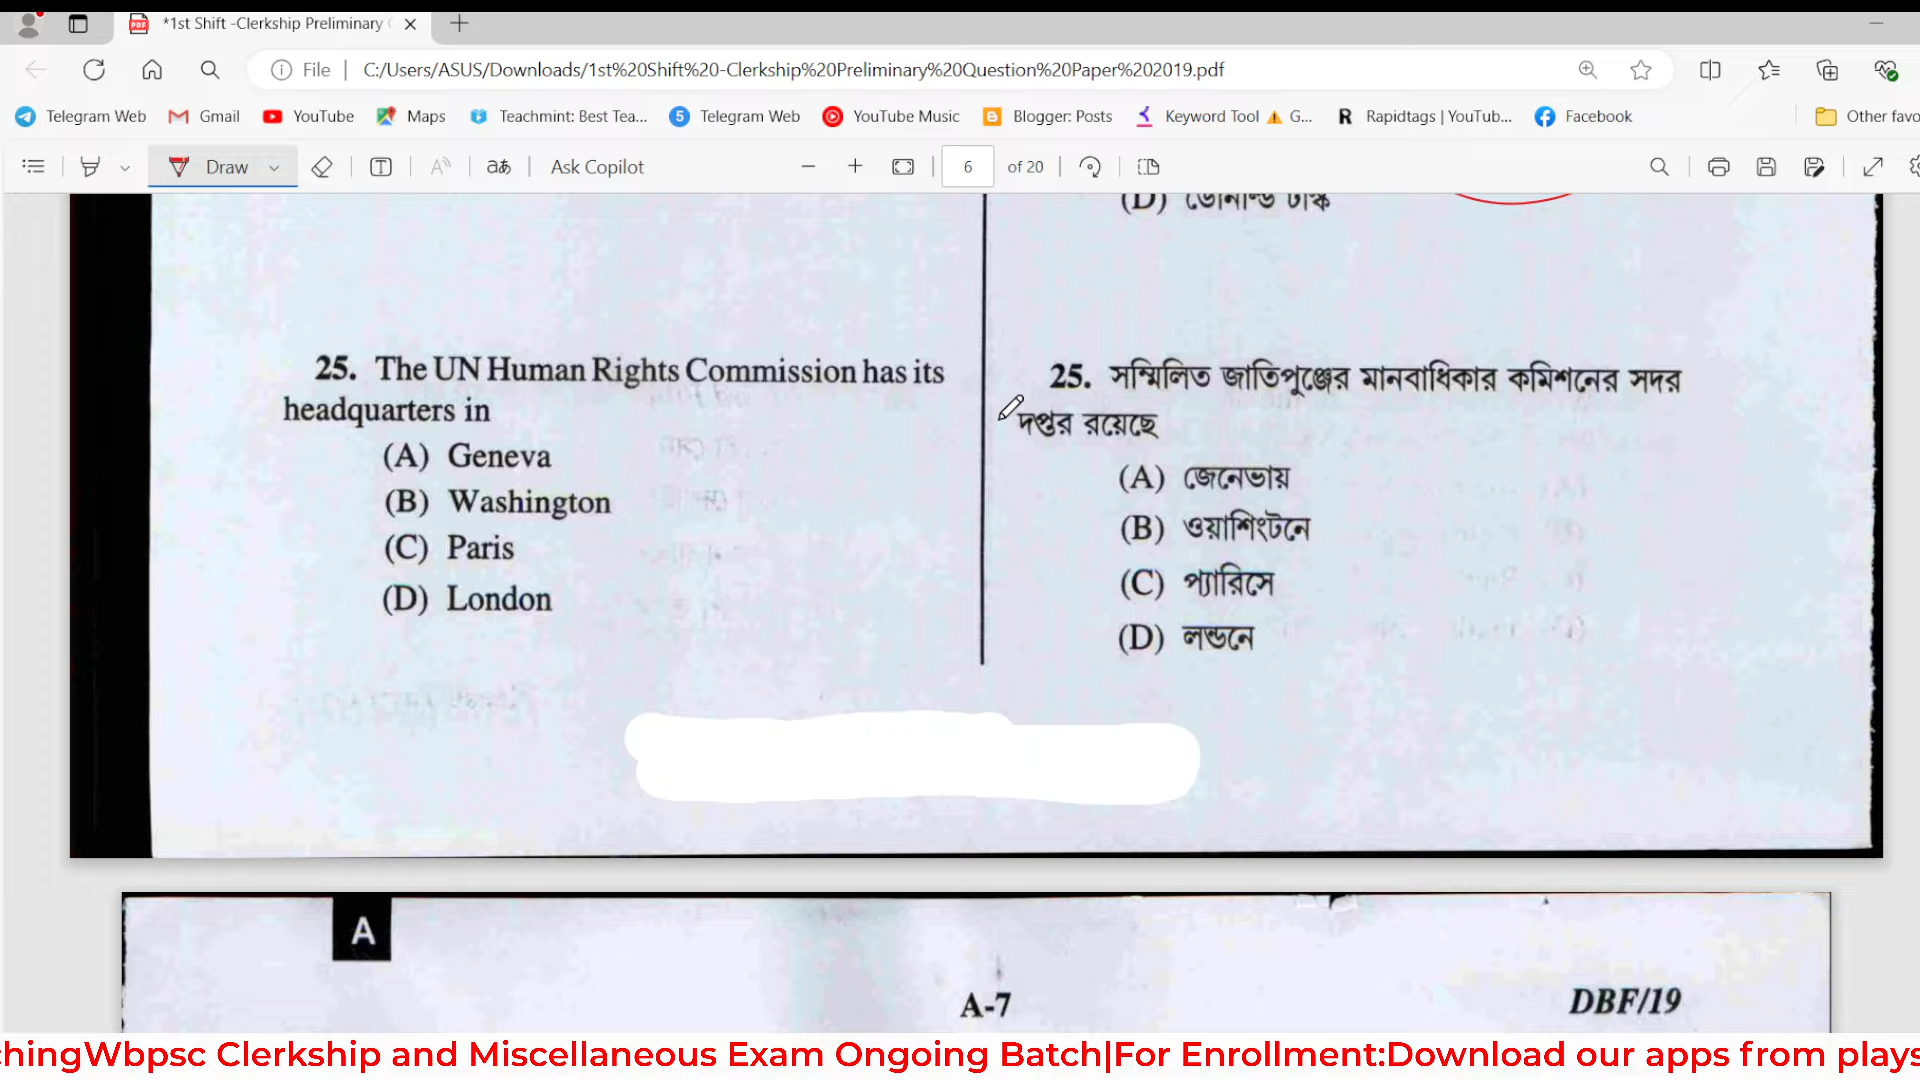 *1st Shift -Clerkship Preliminary
File
C:/Users/ASUS/Downloads/1st%20Shift%20-Clerkship%20Preliminary%20Question%20Paper%202019.pdf
Telegram Web
Gmail
YouTube
Maps
Teachmint: Best Tea...
Telegram Web
YouTube Music
Blogger: Posts
Keyword Tool ⚠ G...
Rapidtags | YouTub...
Facebook
Other favo
Draw
Ask Copilot
6
of 20
(D) ডোনাল্ড টাস্ক
25. The UN Human Rights Commission has its
headquarters in
(A) Geneva
(B) Washington
(C) Paris
(D) London
25. সম্মিলিত জাতিপুঞ্জের মানবাধিকার কমিশনের সদর
দপ্তর রয়েছে
(A) জেনেভায়
(B) ওয়াশিংটনে
(C) প্যারিসে
(D) লন্ডনে
A
A-7
DBF/19
chingWbpsc Clerkship and Miscellaneous Exam Ongoing Batch|For Enrollment:Download our apps from plays